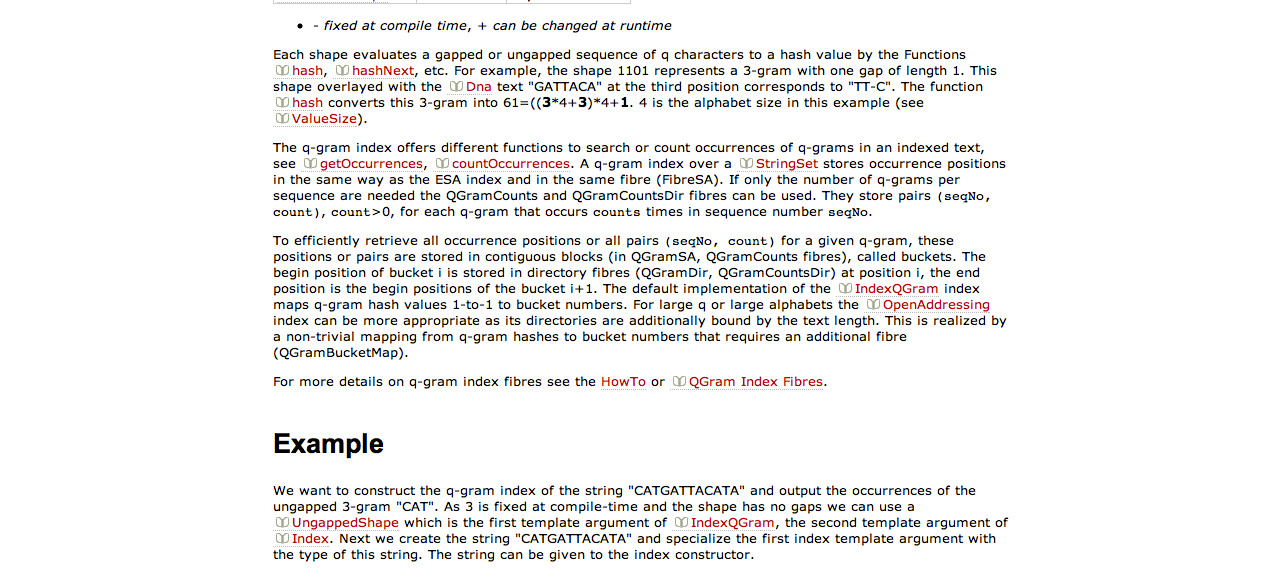 • - fixed at compile time, + can be changed at runtime
Each shape evaluates a gapped or ungapped sequence of q characters to a hash value by the Functions
hash, hashNext, etc. For example, the shape 1101 represents a 3-gram with one gap of length 1. This
shape overlayed with the Dna text "GATTACA" at the third position corresponds to "TT-C". The function
hash converts this 3-gram into 61=((3*4+3)*4+1. 4 is the alphabet size in this example (see
ValueSize).
The q-gram index offers different functions to search or count occurrences of q-grams in an indexed text,
see getOccurrences, countOccurrences. A q-gram index over a StringSet stores occurrence positions
in the same way as the ESA index and in the same fibre (FibreSA). If only the number of q-grams per
sequence are needed the QGramCounts and QGramCountsDir fibres can be used. They store pairs (seqNo,
count), count>0, for each q-gram that occurs counts times in sequence number seqNo.
To efficiently retrieve all occurrence positions or all pairs (seqNo, count) for a given q-gram, these
positions or pairs are stored in contiguous blocks (in QGramSA, QGramCounts fibres), called buckets. The
begin position of bucket i is stored in directory fibres (QGramDir, QGramCountsDir) at position i, the end
position is the begin positions of the bucket i+1. The default implementation of the IndexQGram index
maps q-gram hash values 1-to-1 to bucket numbers. For large q or large alphabets the OpenAddressing
index can be more appropriate as its directories are additionally bound by the text length. This is realized by
a non-trivial mapping from q-gram hashes to bucket numbers that requires an additional fibre
(QGramBucketMap).
For more details on q-gram index fibres see the HowTo or QGram Index Fibres.
Example
We want to construct the q-gram index of the string "CATGATTACATA" and output the occurrences of the
ungapped 3-gram "CAT". As 3 is fixed at compile-time and the shape has no gaps we can use a
UngappedShape which is the first template argument of IndexQGram, the second template argument of
Index. Next we create the string "CATGATTACATA" and specialize the first index template argument with
the type of this string. The string can be given to the index constructor.